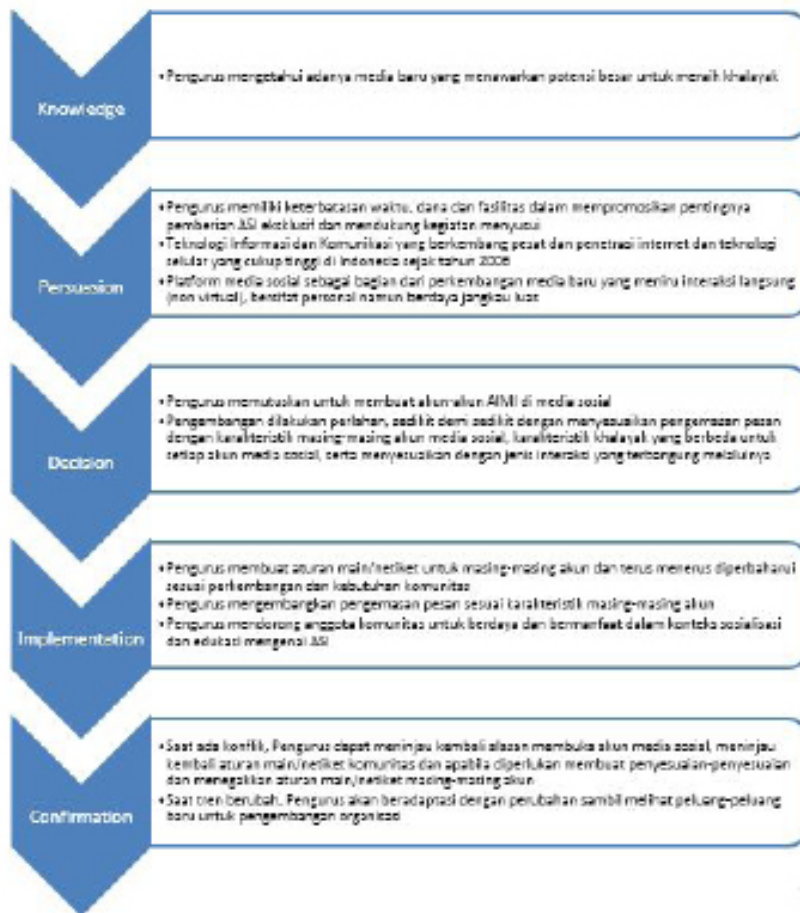 Knowledge
• Pengurus mengetahui adanya media baru yang menawarkan potensi besar untuk meraih khalayak
Persuasion
• Pengurus memiliki keterbatasan waktu, dana dan fasilitas dalam mempromosikan pentingnya
pemberian ASI eksklusif dan mendukung kegiatan menyusui
• Teknologi Informasi dan Komunikasi yang berkembang pesat dan penetrasi internet dan teknologi
selular yang cukup tinggi di Indonesia sejak tahun
• Platform media sosial sebagai bagian dari perkembangan media baru yang meniru interaksi langsung
(non virtual), bersifat personal namun berdaya jangkau luas
Decision
• Pengurus memutuskan untuk membuat akun-akun AIMI di media sosial
• Pengembangan dilakukan perlahan, sedikit demi sedikit dengan menyesuaikan pengemasan pesan
dengan karakteristik masing-masing akun media sosial, karakteristik khalayak yang berbeda untuk
setiap akun media sosial, serta menyesuaikan dengan jenis interaksi yang terbangung melaluinya
Implementation
• Pengurus membuat aturan main/netiket untuk masing-masing akun dan terus menerus diperbaharui
sesuai perkembangan dan kebutuhan komunitas
• Pengurus mengembangkan pengemasan pesan sesuai karakteristik masing-masing akun
• Pengurus mendorong anggota komunitas untuk berdaya dan bermanfaat dalam konteks sosialisasi
dan edukasi mengenai ASI
Confirmation
• Saat ada konflik, Pengurus dapat meninjau kembali alasan membuka akun media sosial, meninjau
kembali aturan main/netiket komunitas dan apabila diperlukan membuat penyesuaian-penyesuaian
dan menegakkan aturan main/netiket masing-masing akun
• Saat tren berubah, Pengurus akan beradaptasi dengan perubahan sambil melihat peluang-peluang
baru untuk pengembangan organisasi